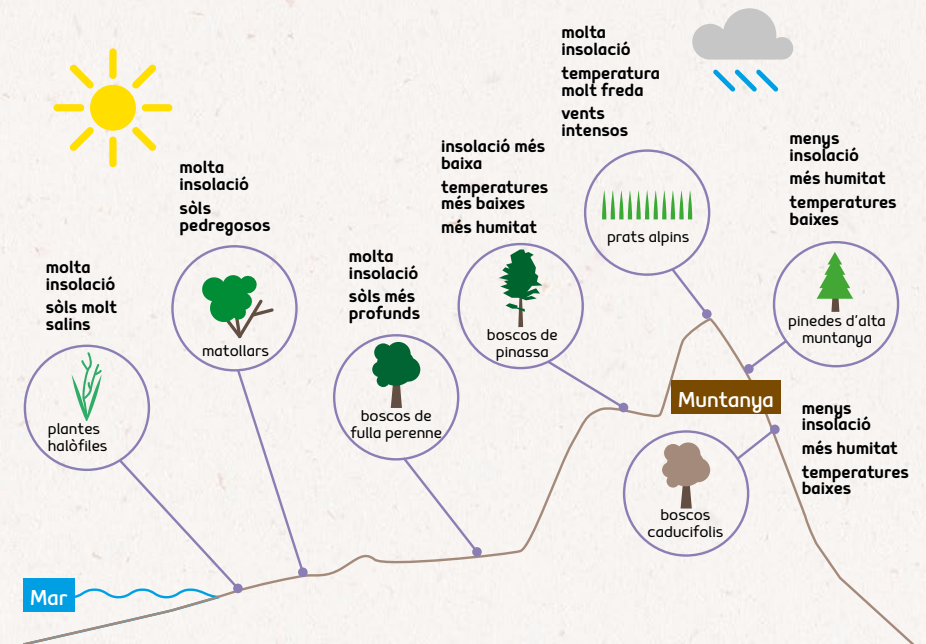 molta
insolació
sòls molt
salins
plantes
halòfiles
molta
insolació
sòls
pedregosos
matollars
molta
insolació
sòls més
profunds
boscos de
fulla perenne
insolació més
baixa
temperatures
més baixes
més humitat
boscos de
pinassa
molta
insolació
temperatura
molt freda
vents
intensos
prats alpins
menys
insolació
més humitat
temperatures
baixes
pinedes d'alta
muntanya
Muntanya
menys
insolació
més humitat
temperatures
baixes
boscos
caducifolis
Mar